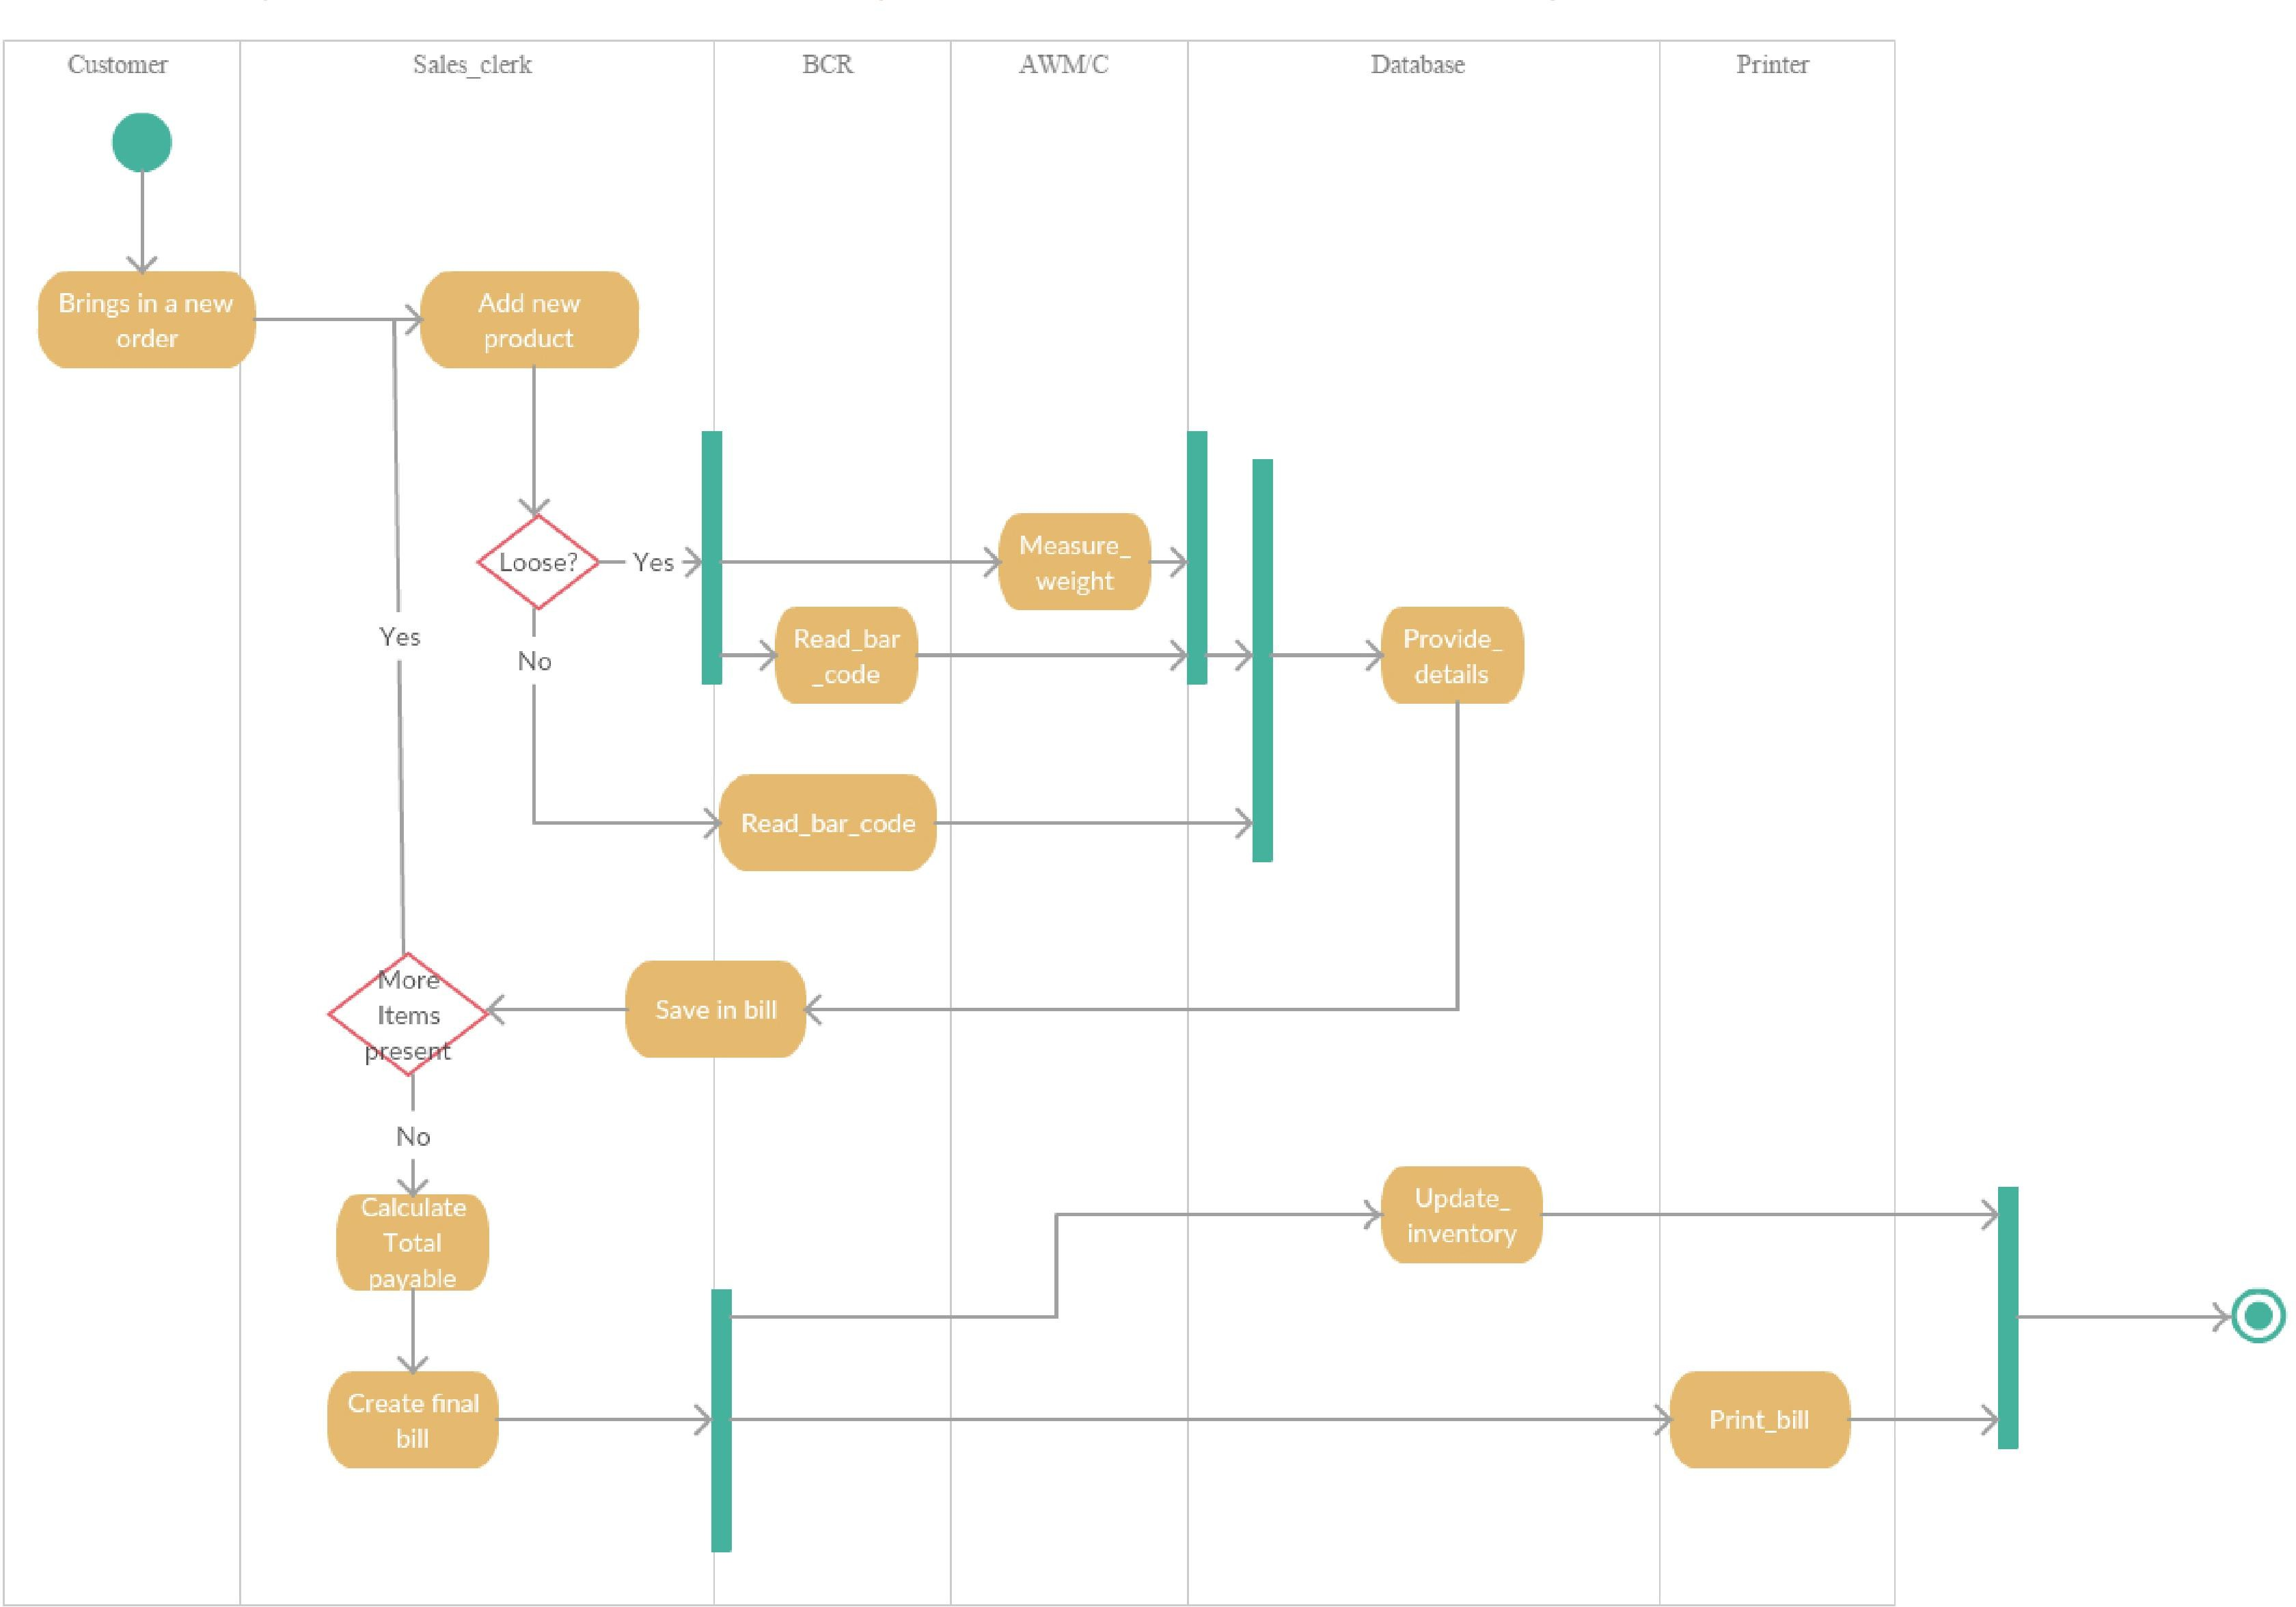 Customer
Sales_clerk
BCR
AWM/C
Database
Printer
Brings in a new
order
Add new
product
Loose?
Yes
Measure_
weight
Yes
No
Read_bar
_code
Provide_
details
Read_bar_code
More
Items
present
Save in bill
No
Calculate
Total
payable
Update_
inventory
Create final
bill
Print_bill